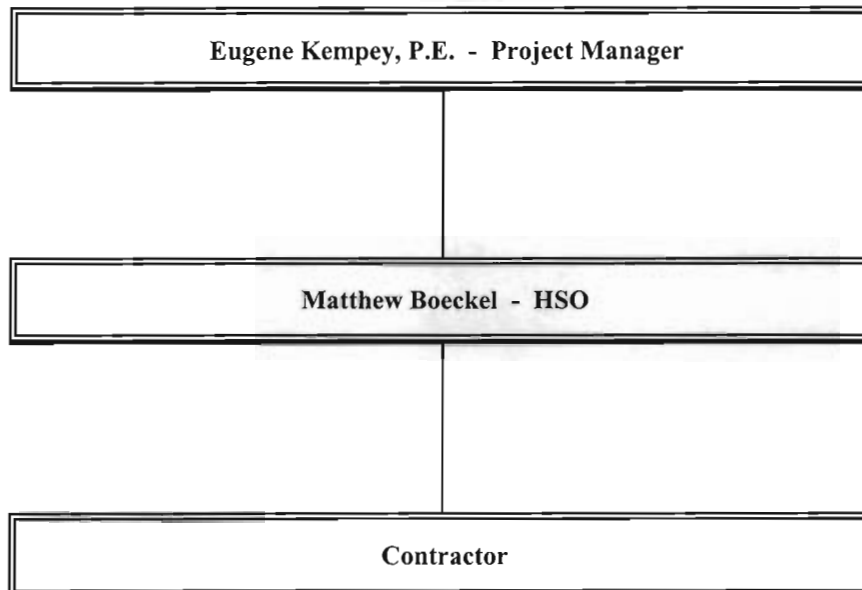 Eugene Kempey, P.E. - Project Manager
Matthew Boeckel - HSO
Contractor